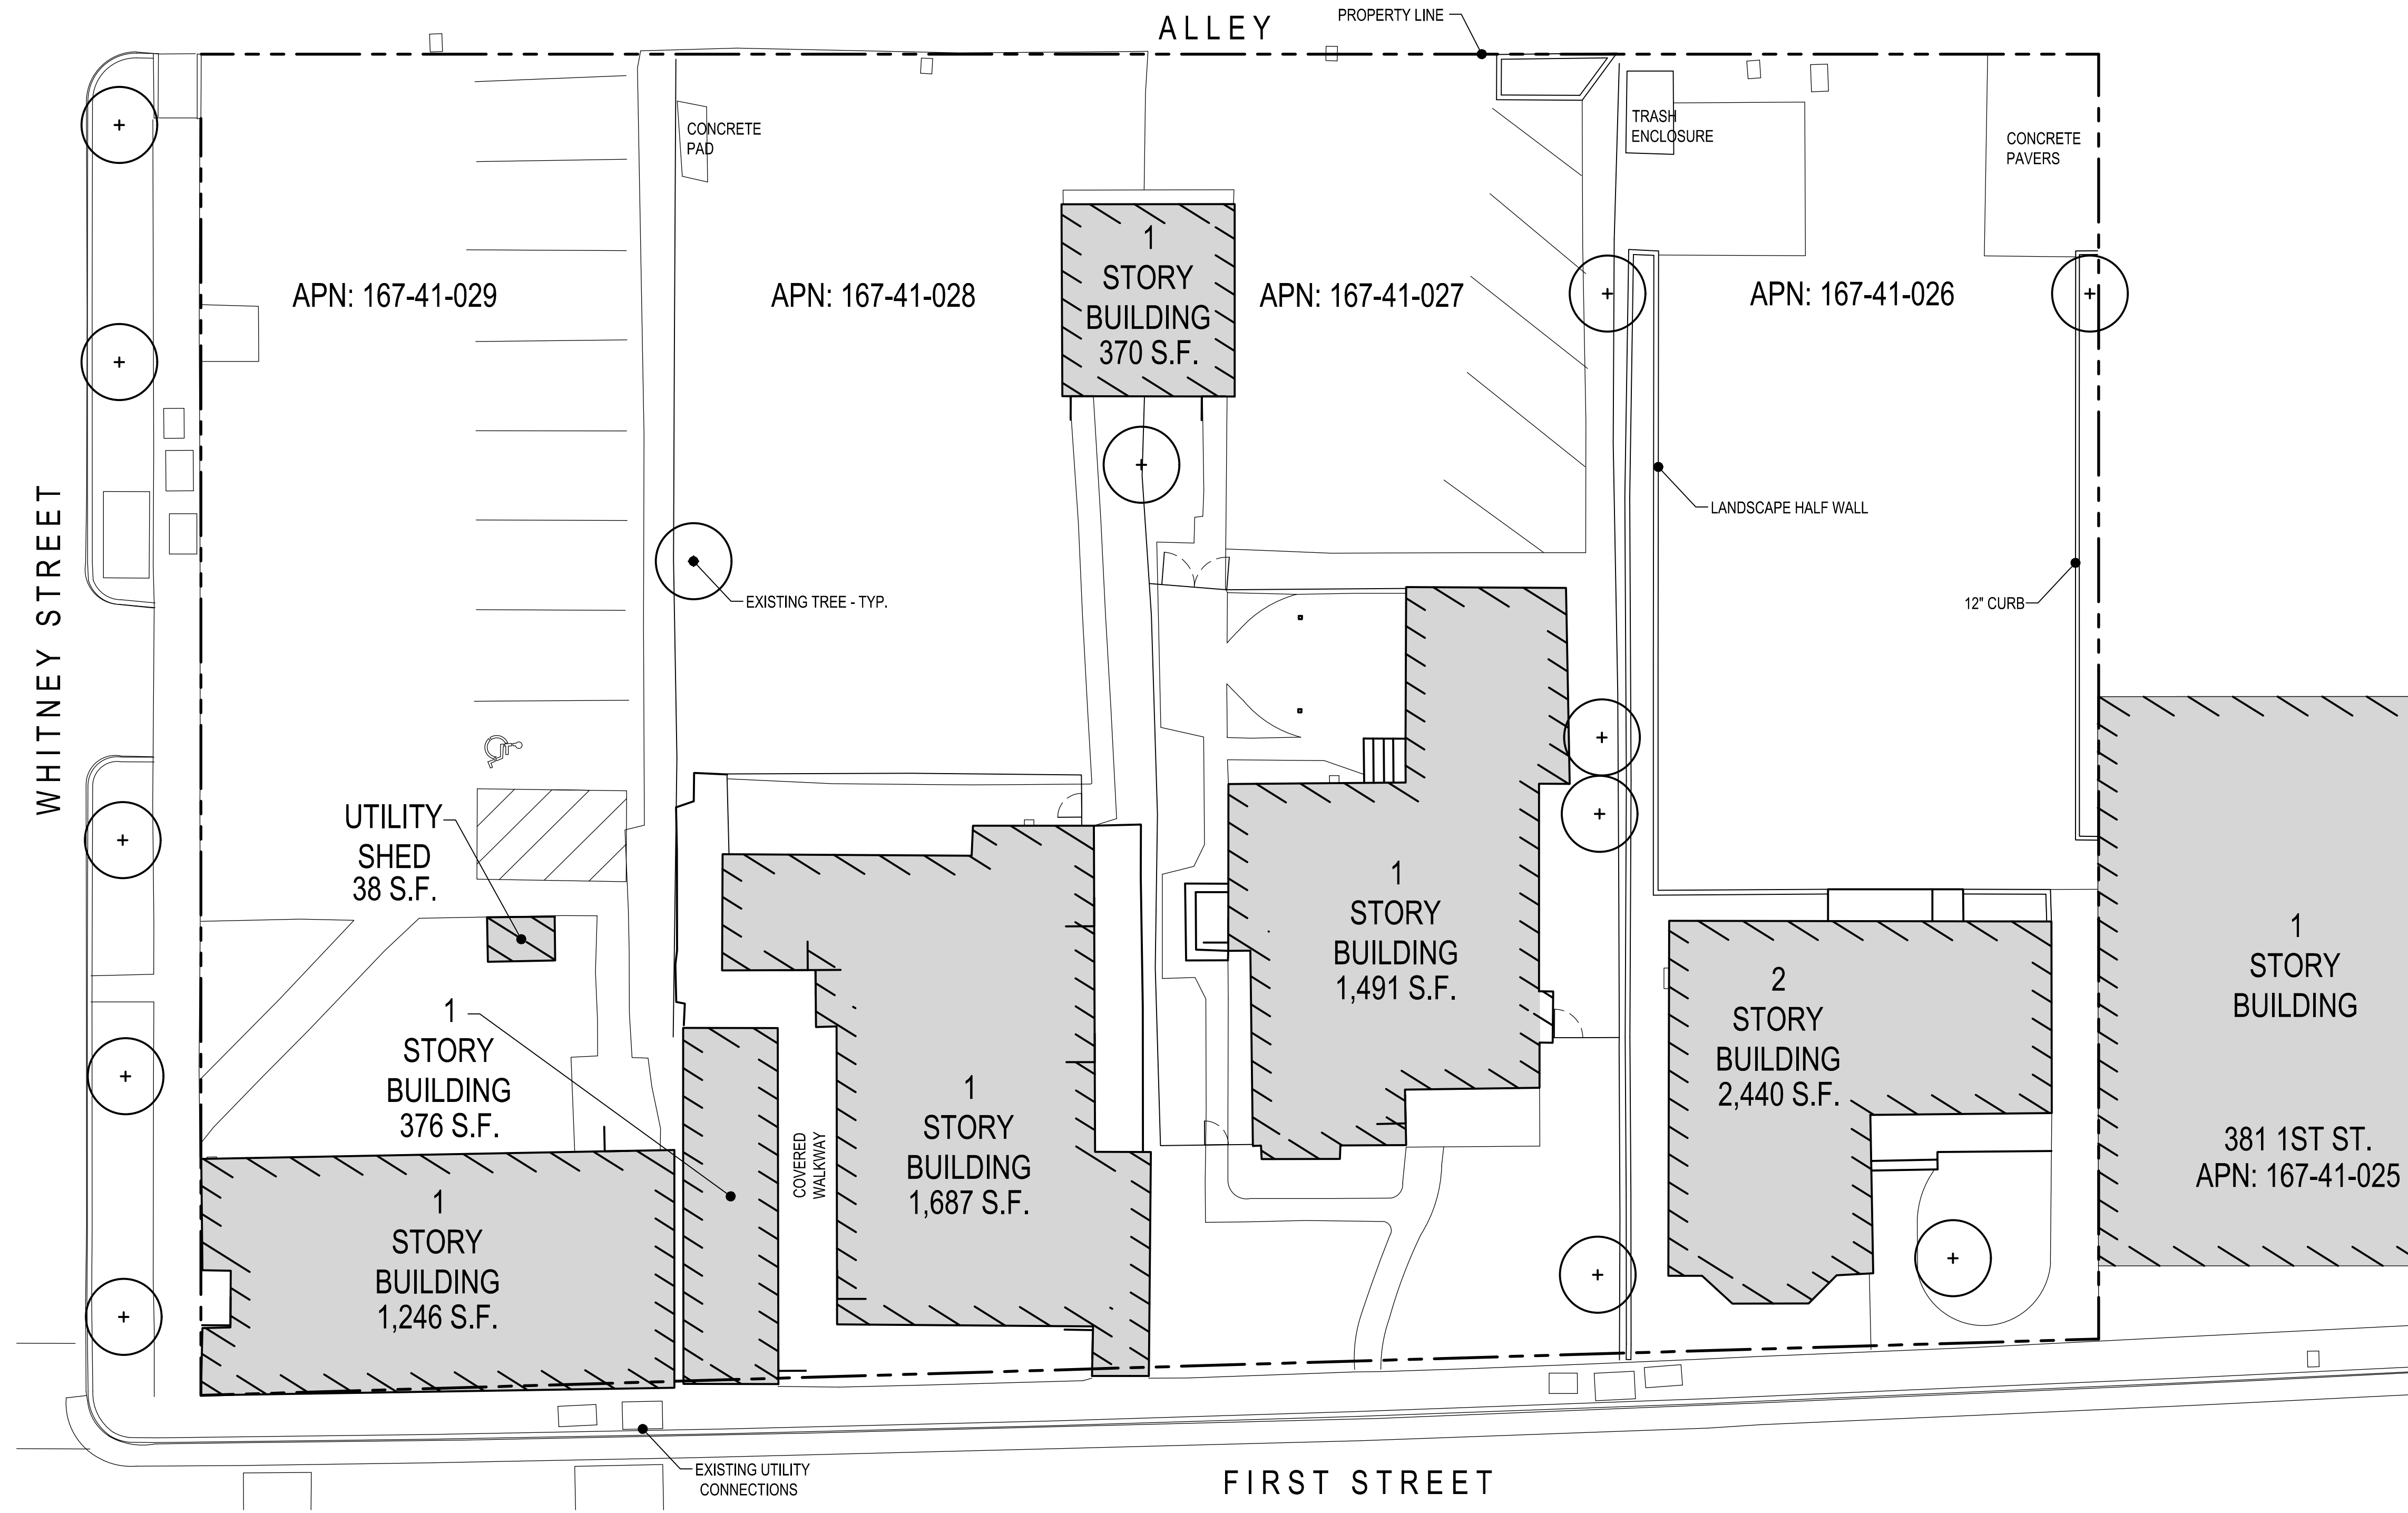 ALLEY
PROPERTY LINE
CONCRETE
PAD
TRASH
ENCLOSURE
CONCRETE
PAVERS
APN: 167-41-029
APN: 167-41-028
1
STORY
BUILDING
370 S.F.
APN: 167-41-027
APN: 167-41-026
LANDSCAPE HALF WALL
WHITNEY STREET
EXISTING TREE - TYP.
12" CURB
UTILITY
SHED
38 S.F.
1
STORY
BUILDING
376 S.F.
1
STORY
BUILDING
1,246 S.F.
COVERED
WALKWAY
1
STORY
BUILDING
1,687 S.F.
1
STORY
BUILDING
1,491 S.F.
2
STORY
BUILDING
2,440 S.F.
1
STORY
BUILDING
381 1ST ST.
APN: 167-41-025
EXISTING UTILITY
CONNECTIONS
FIRST STREET